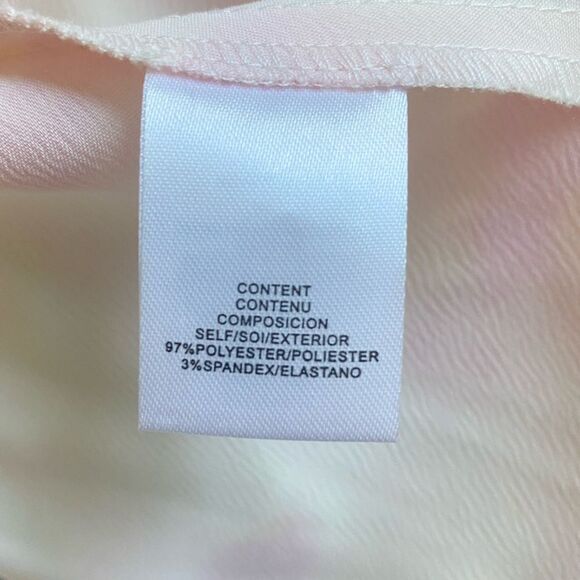 CONTENT
CONTENU
COMPOSICION
SELF/SOI/EXTERIOR
97%POLYESTER/POLIESTER
3%SPANDEX/ELASTANO